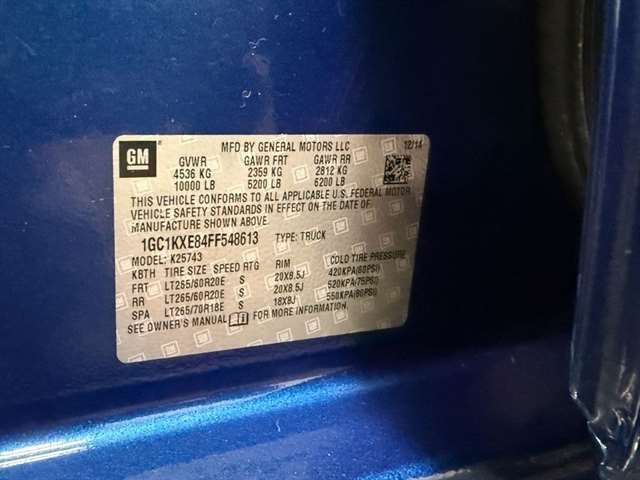 GM
MFD BY GENERAL MOTORS LLC 12/14
GVWR GAWR FRT GAWR RR
4536 KG 2359 KG 2812 KG
10000 LB 5200 LB 6200 LB
THIS VEHICLE CONFORMS TO ALL APPLICABLE U.S. FEDERAL MOTOR
VEHICLE SAFETY STANDARDS IN EFFECT ON THE DATE OF
MANUFACTURE SHOWN ABOVE.
1GC1KXE84FF548613 TYPE: TRUCK
MODEL: K25743
KBTH TIRE SIZE SPEED RTG RIM COLD TIRE PRESSURE
FRT LT265/60R20E S 20X8.5J 420KPA(60PSI)
RR LT265/60R20E S 20X8.5J 520KPA(75PSI)
SPA LT265/70R18E S 18X8J 550KPA(80PSI)
SEE OWNER'S MANUAL FOR MORE INFORMATION.